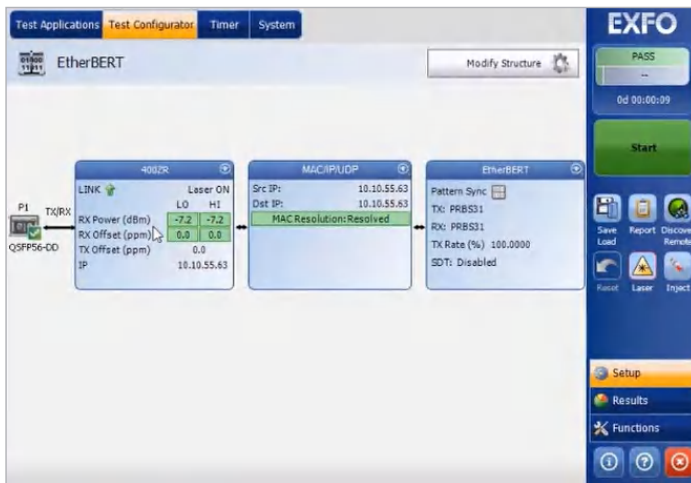 Test Applications Test Configurator Timer System
EXFO
EtherBERT
Modify Structure
PASS
--
0d 00:00:09
Start
P1
TX/RX
QSFP56-DD
400ZR
LINK Laser ON
LO HI
RX Power (dBm) -7.2 -7.2
RX Offset (ppm) 0.0 0.0
TX Offset (ppm) 0.0
IP 10.10.55.63
MAC/IP/UDP
Src IP: 10.10.55.63
Dst IP: 10.10.55.63
MAC Resolution: Resolved
EtherBERT
Pattern Sync --
TX: PRBS31
RX: PRBS31
TX Rate (%) 100.0000
SDT: Disabled
Save Load
Report
Discover Remote
Reset
Laser
Inject
Setup
Results
Functions